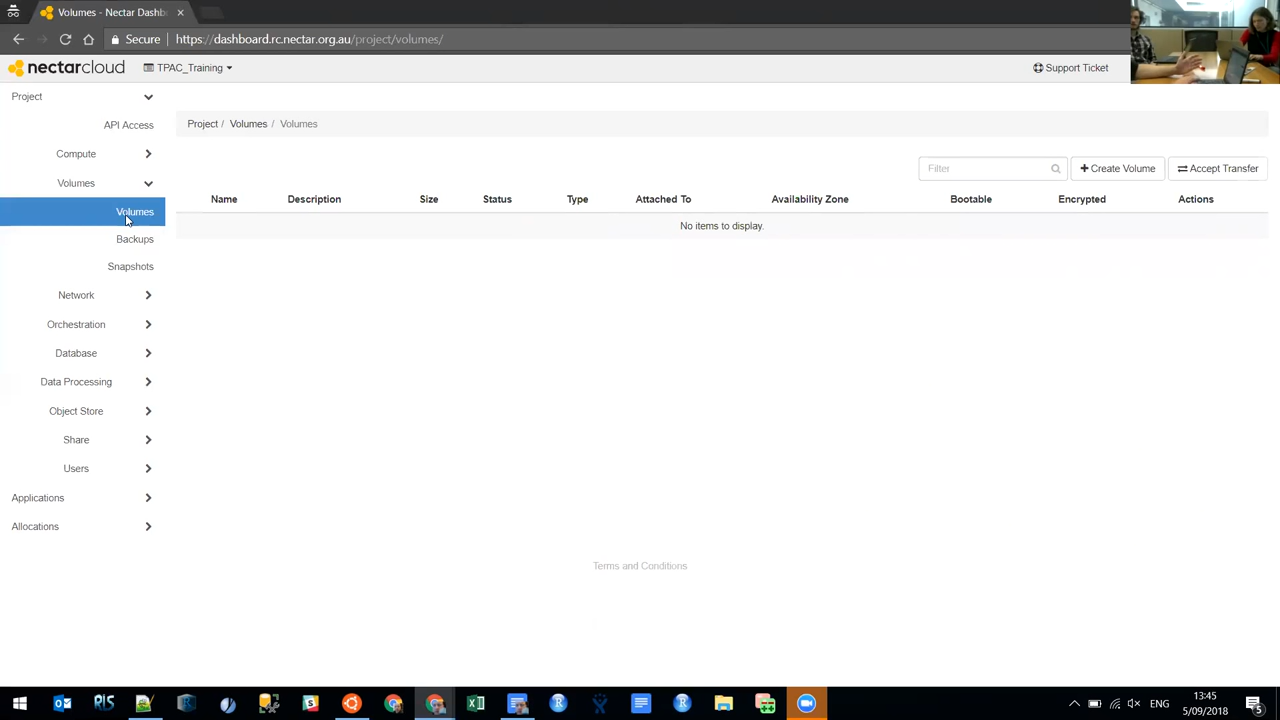 Volumes - Nectar Dashbo
Secure
https://dashboard.rc.nectar.org.au/project/volumes/
nectarcloud
TPAC_Training
Support Ticket
Project
API Access
Compute
Volumes
Volumes
Backups
Snapshots
Network
Orchestration
Database
Data Processing
Object Store
Share
Users
Applications
Allocations
Project / Volumes / Volumes
Filter
Create Volume
Accept Transfer
Name Description Size Status Type Attached To Availability Zone Bootable Encrypted Actions
No items to display.
Terms and Conditions
ENG
13:45
5/09/2018
5